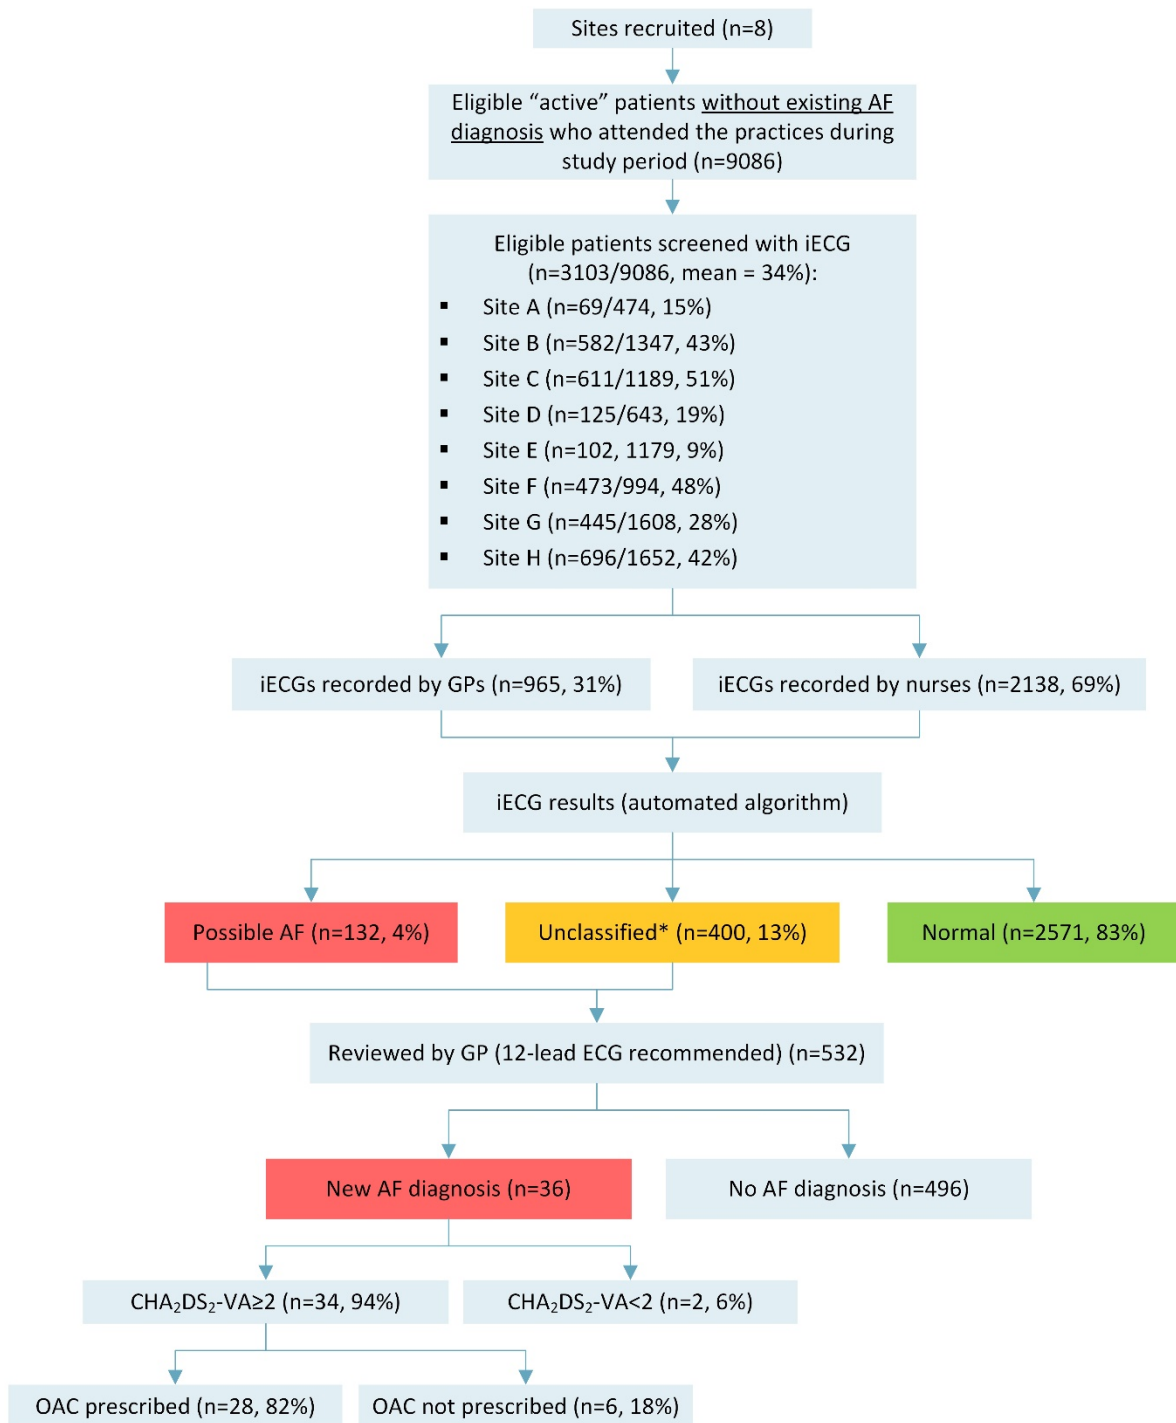 Sites recruited (n=8)
Eligible “active” patients without existing AF
diagnosis who attended the practices during
study period (n=9086)
Eligible patients screened with iECG
(n=3103/9086, mean = 34%):
▪ Site A (n=69/474, 15%)
▪ Site B (n=582/1347, 43%)
▪ Site C (n=611/1189, 51%)
▪ Site D (n=125/643, 19%)
▪ Site E (n=102, 1179, 9%)
▪ Site F (n=473/994, 48%)
▪ Site G (n=445/1608, 28%)
▪ Site H (n=696/1652, 42%)
iECGs recorded by GPs (n=965, 31%)
iECGs recorded by nurses (n=2138, 69%)
iECG results (automated algorithm)
Possible AF (n=132, 4%)
Unclassified* (n=400, 13%)
Normal (n=2571, 83%)
Reviewed by GP (12-lead ECG recommended) (n=532)
New AF diagnosis (n=36)
No AF diagnosis (n=496)
CHA₂DS₂-VA≥2 (n=34, 94%)
CHA₂DS₂-VA<2 (n=2, 6%)
OAC prescribed (n=28, 82%)
OAC not prescribed (n=6, 18%)